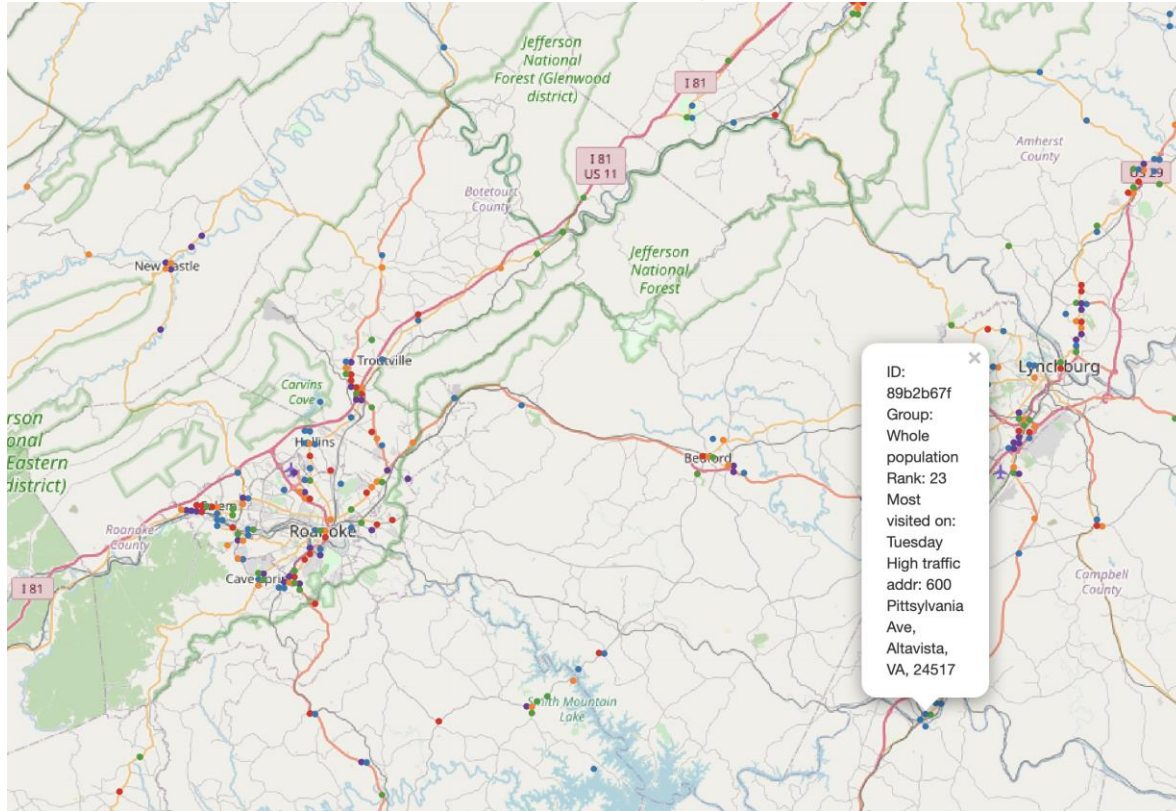 Jefferson
National
Forest (Glenwood
district)
I 81
Amherst
County
I 81
US 11
US 29
Botetourt
County
Jefferson
National
Forest
Troutville
Carvins
Cove
Hollins
erson
onal
Eastern
district)
Roanoke
County
Roanoke
I 81
Lynchburg
×
ID:
89b2b67f
Group:
Whole
population
Rank: 23
Most
visited on:
Tuesday
High traffic
addr: 600
Pittsylvania
Ave,
Altavista,
VA, 24517
Bedford
Campbell
County
Smith Mountain
Lake
New Castle
Salem
Cave Spring